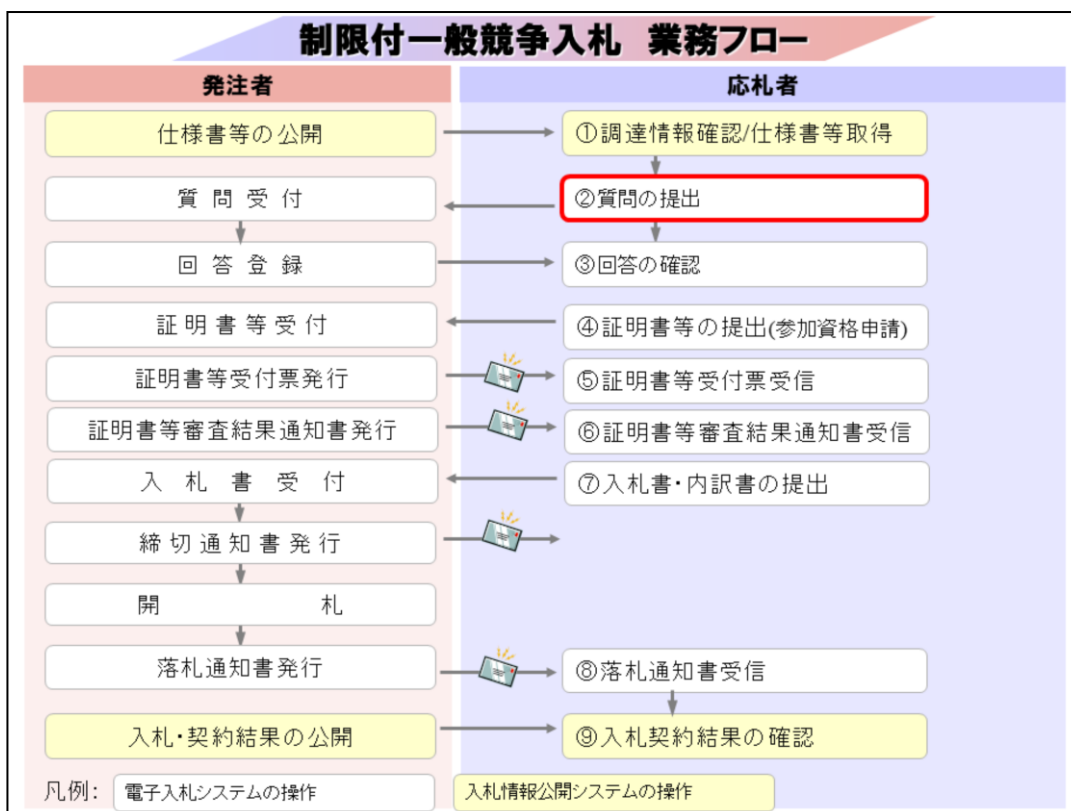 制限付一般競争入札 業務フロー
発注者
応札者
仕様書等の公開
①調達情報確認/仕様書等取得
質問受付
②質問の提出
回答登録
③回答の確認
証明書等受付
④証明書等の提出(参加資格申請)
証明書等受付票発行
⑤証明書等受付票受信
証明書等審査結果通知書発行
⑥証明書等審査結果通知書受信
入札書受付
⑦入札書・内訳書の提出
締切通知書発行
開札
落札通知書発行
⑧落札通知書受信
入札・契約結果の公開
⑨入札契約結果の確認
凡例: 電子入札システムの操作 入札情報公開システムの操作